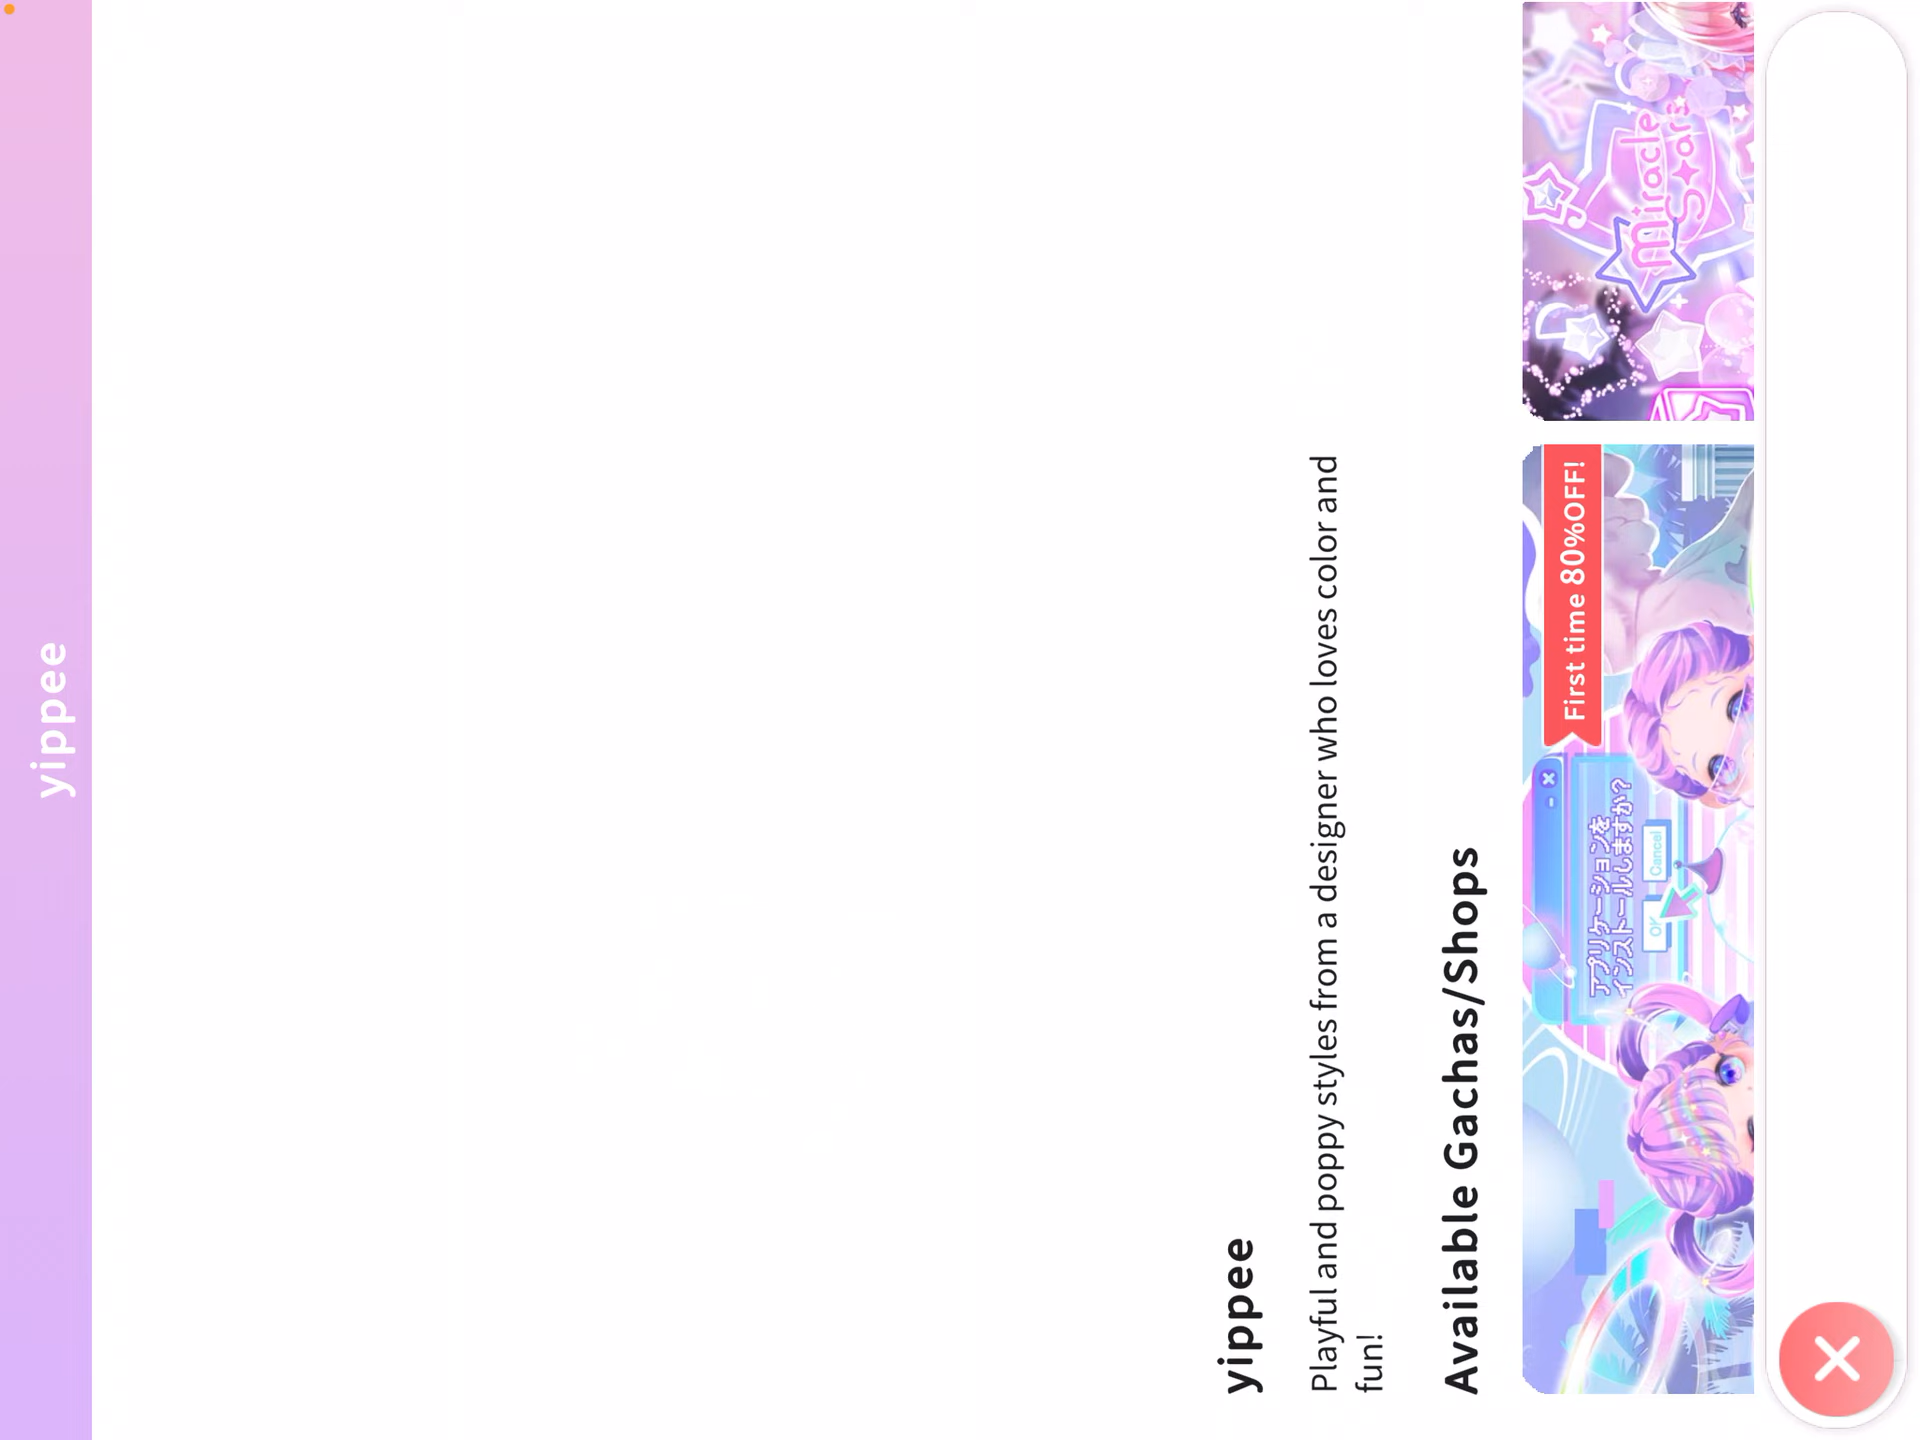 yippee
yippee
Playful and poppy styles from a designer who loves color and
fun!
Available Gachas/Shops
First time 80%OFF!
アプリケーションを
インストールしますか?
OK
Cancel
miracle
Stars